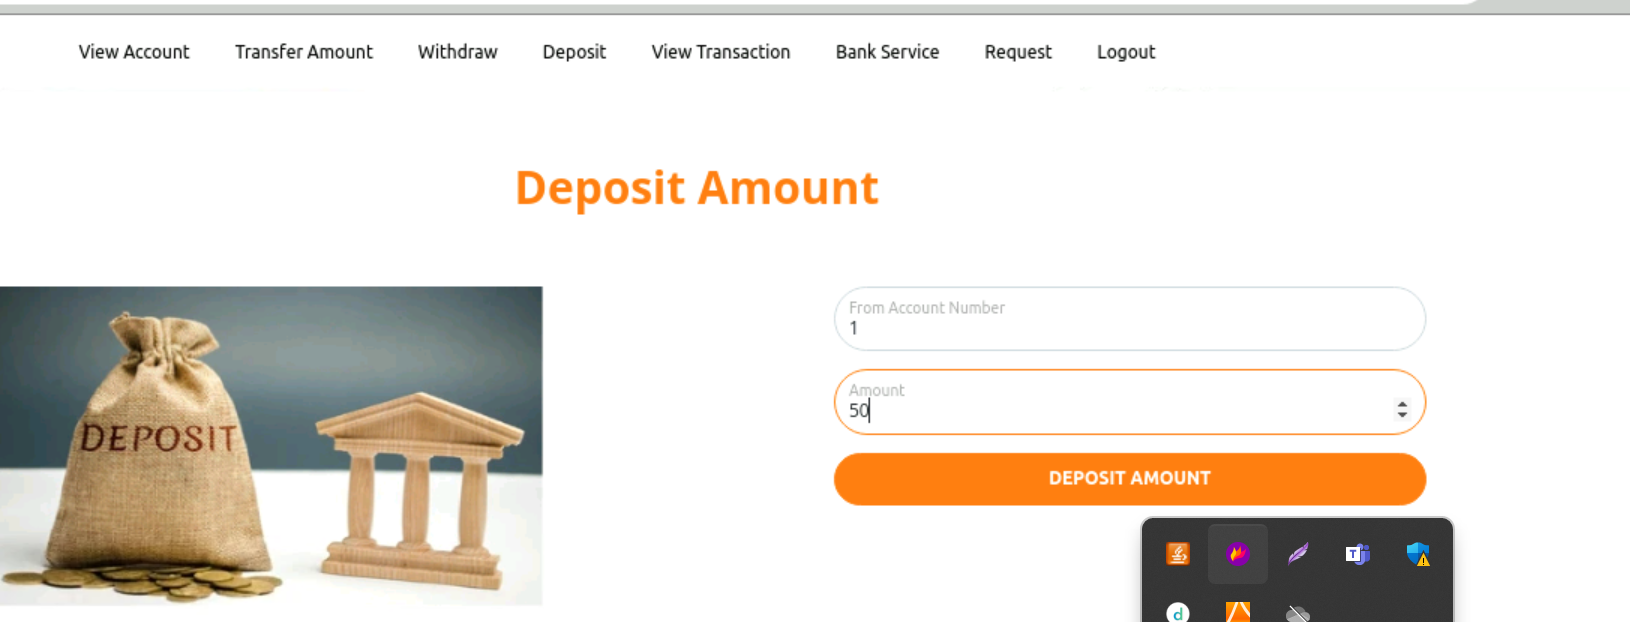 View Account Transfer Amount Withdraw Deposit View Transaction Bank Service Request Logout
Deposit Amount
DEPOSIT
From Account Number
1
Amount
50
DEPOSIT AMOUNT
T
d